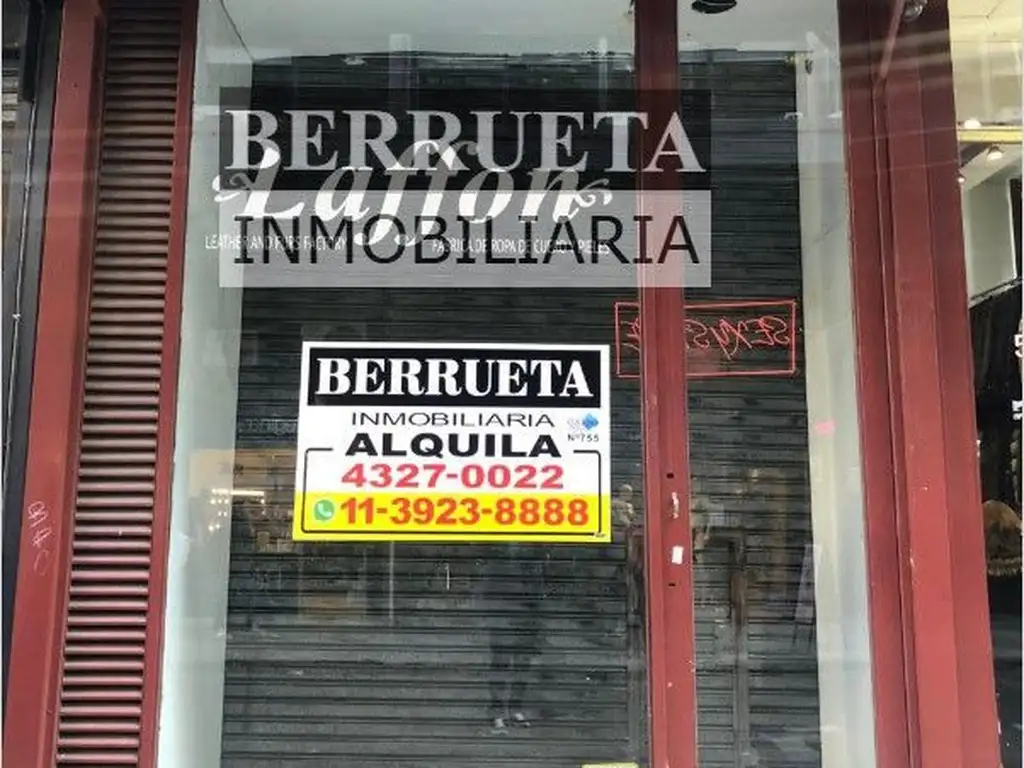 BERRUETA
Laffon
INMOBILIARIA
LEATHER AND FURS FACTORY
FABRICA DE ROPA DE CUERO Y PIELES
BERRUETA
INMOBILIARIA
Nº755
ALQUILA
4327-0022
11-3923-8888